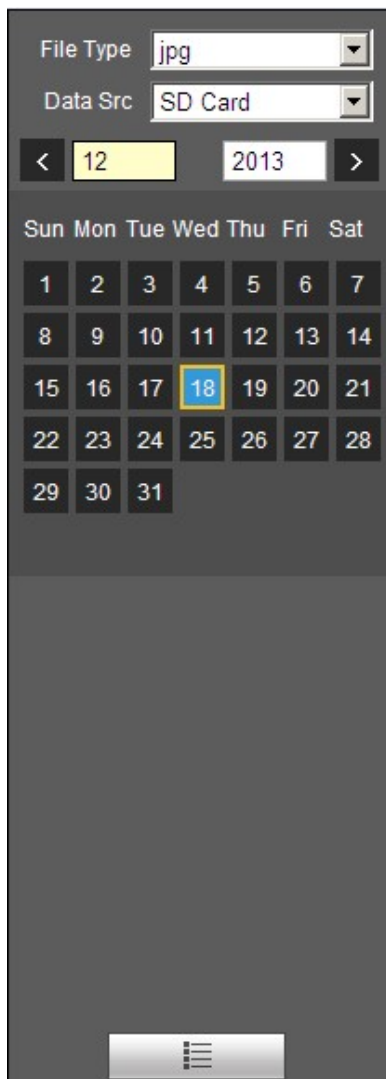 File Type jpg
Data Src SD Card
< 12 2013 >
Sun Mon Tue Wed Thu Fri Sat
1 2 3 4 5 6 7
8 9 10 11 12 13 14
15 16 17 18 19 20 21
22 23 24 25 26 27 28
29 30 31